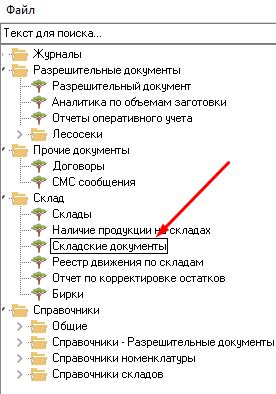 Файл
Текст для поиска...
Журналы
Разрешительные документы
Разрешительный документ
Аналитика по объемам заготовки
Отчеты оперативного учета
Лесосеки
Прочие документы
Договоры
СМС сообщения
Склад
Склады
Наличие продукции на складах
Складские документы
Реестр движения по складам
Отчет по корректировке остатков
Бирки
Справочники
Общие
Справочники - Разрешительные документы
Справочники номенклатуры
Справочники складов